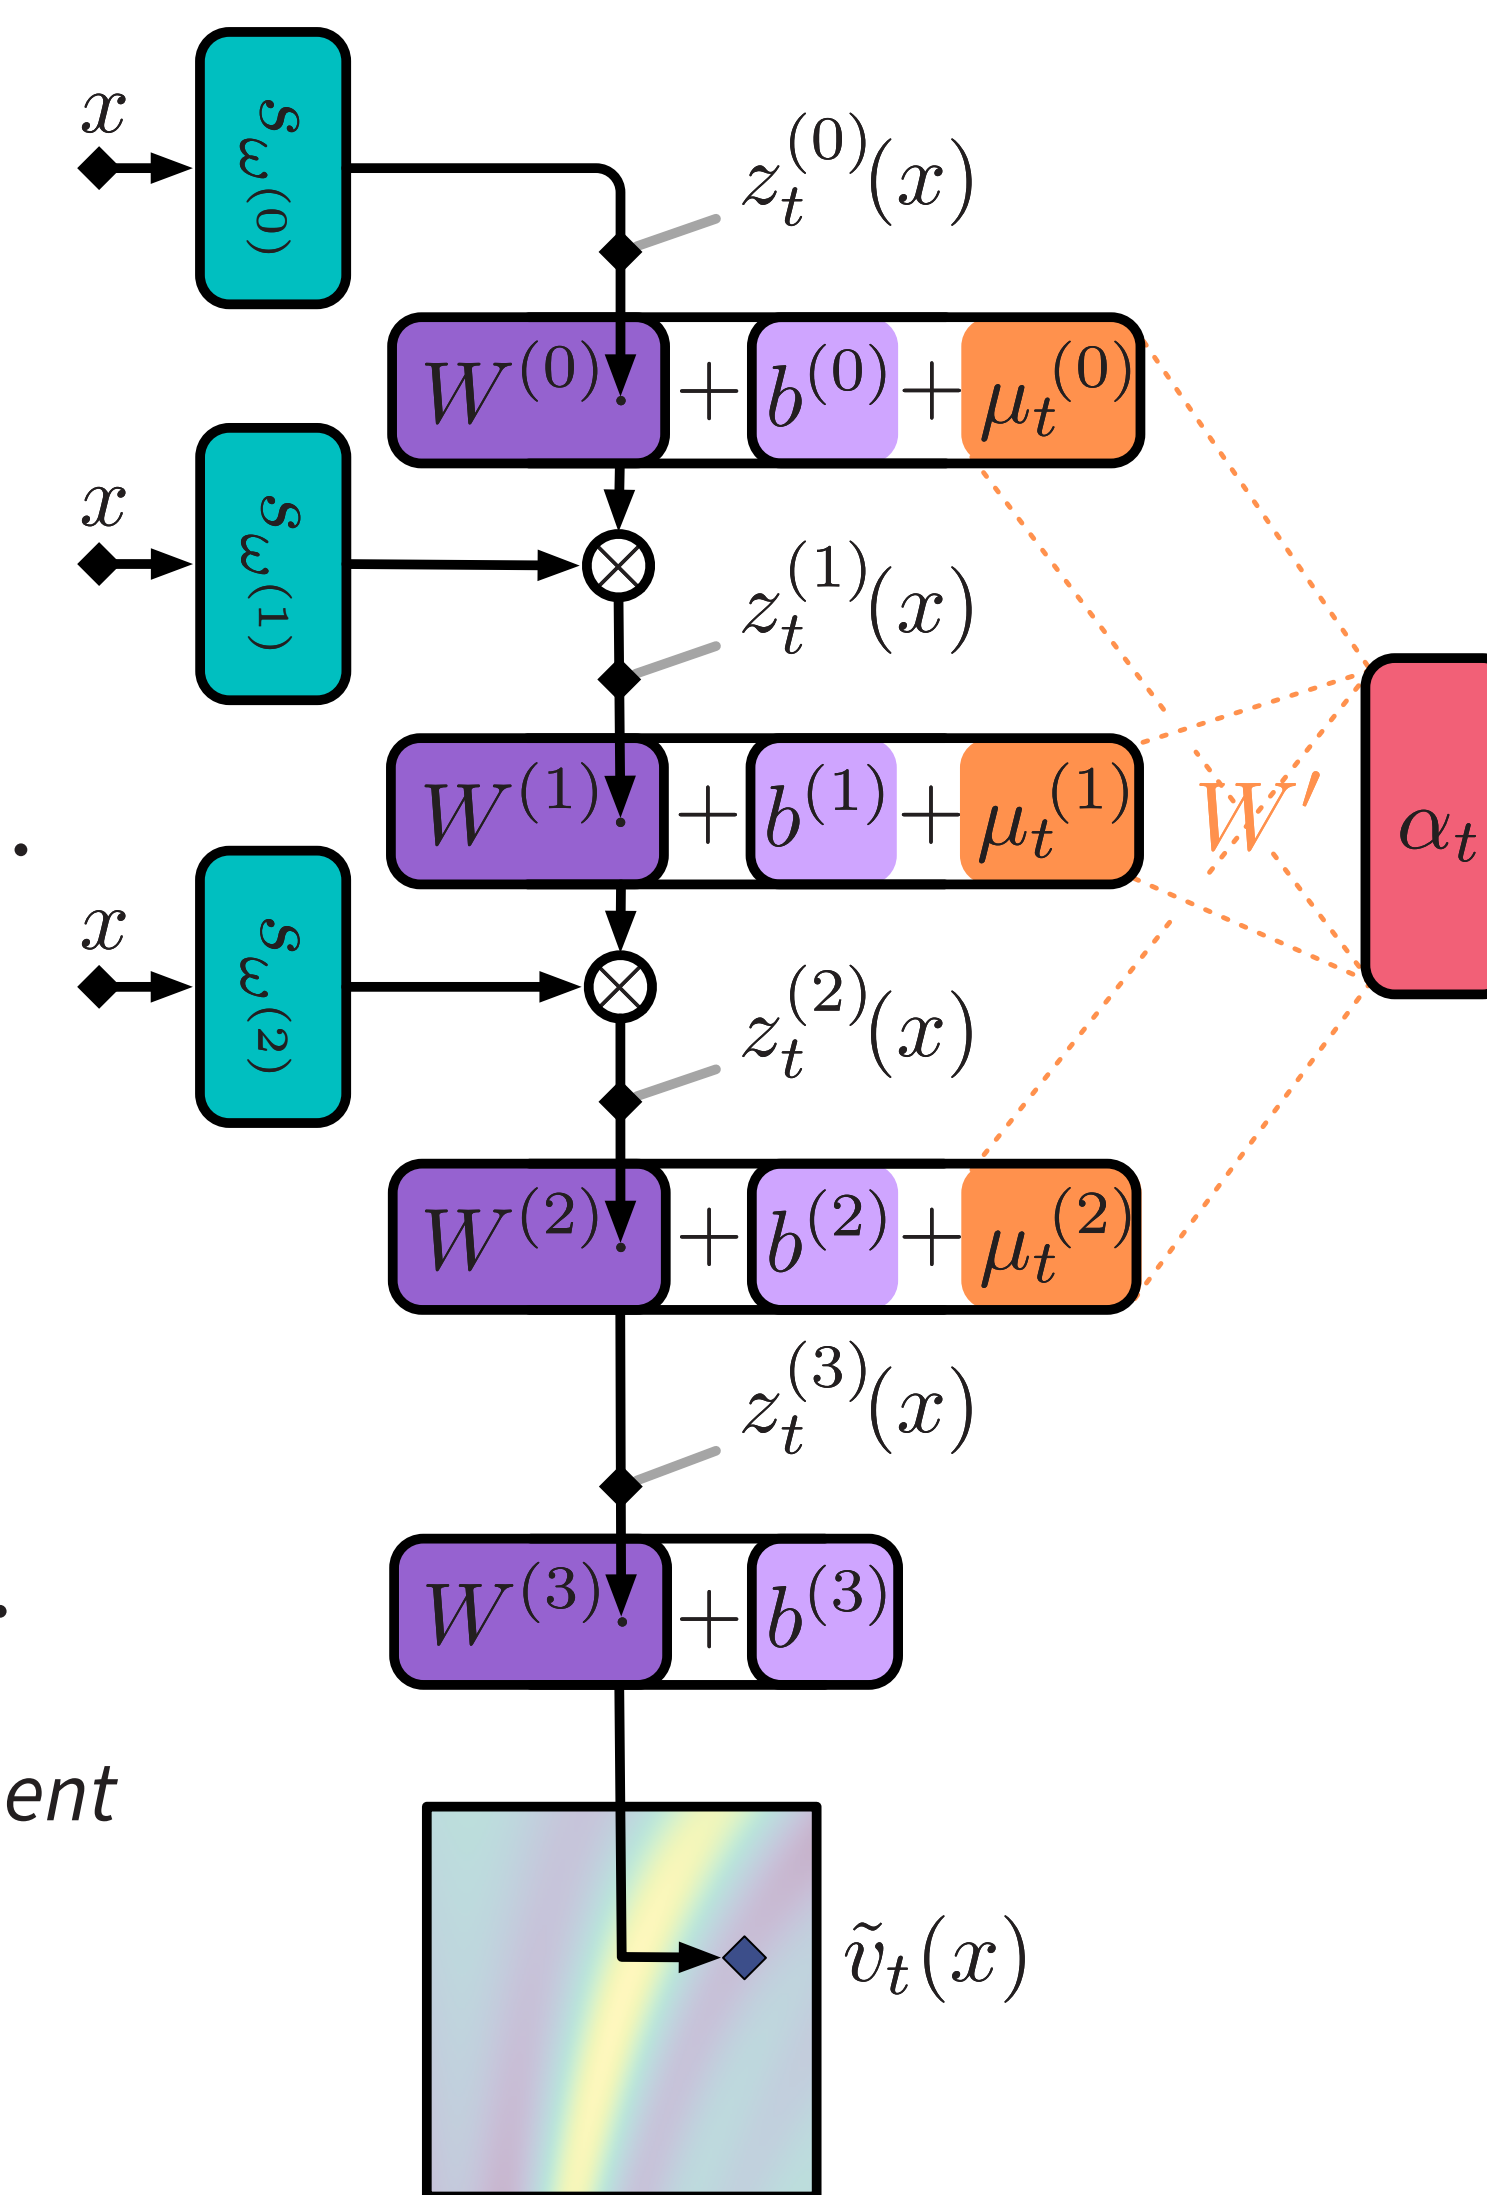 x
s_ω^(0)
z_t^(0)(x)
W^(0)· + b^(0) + μ_t^(0)
x
s_ω^(1)
z_t^(1)(x)
W^(1)· + b^(1) + μ_t^(1)
W′
α_t
.
x
s_ω^(2)
z_t^(2)(x)
W^(2)· + b^(2) + μ_t^(2)
z_t^(3)(x)
W^(3)· + b^(3)
.
ent
ṽ_t(x)